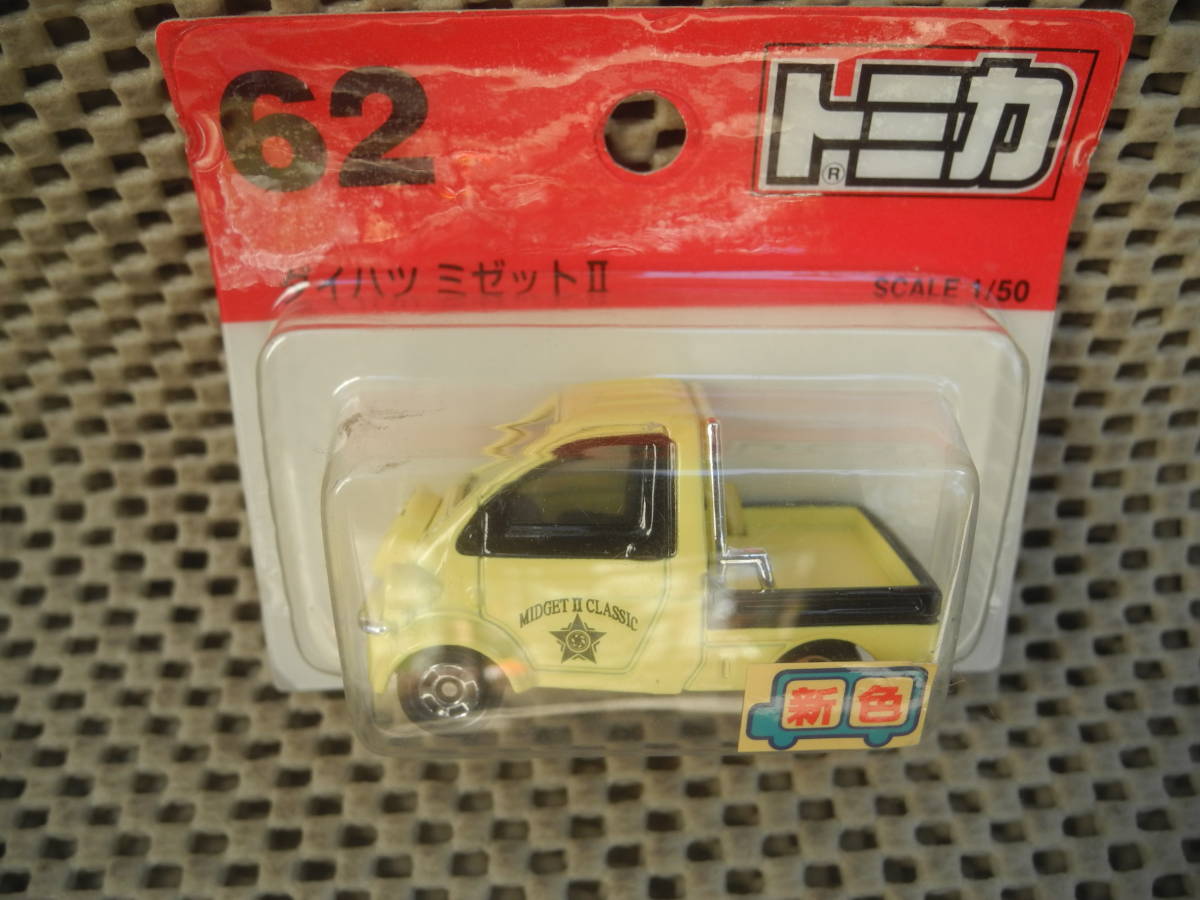 62
トミカ
®
ダイハツ ミゼットⅡ
SCALE 1/50
MIDGET II CLASSIC
新色